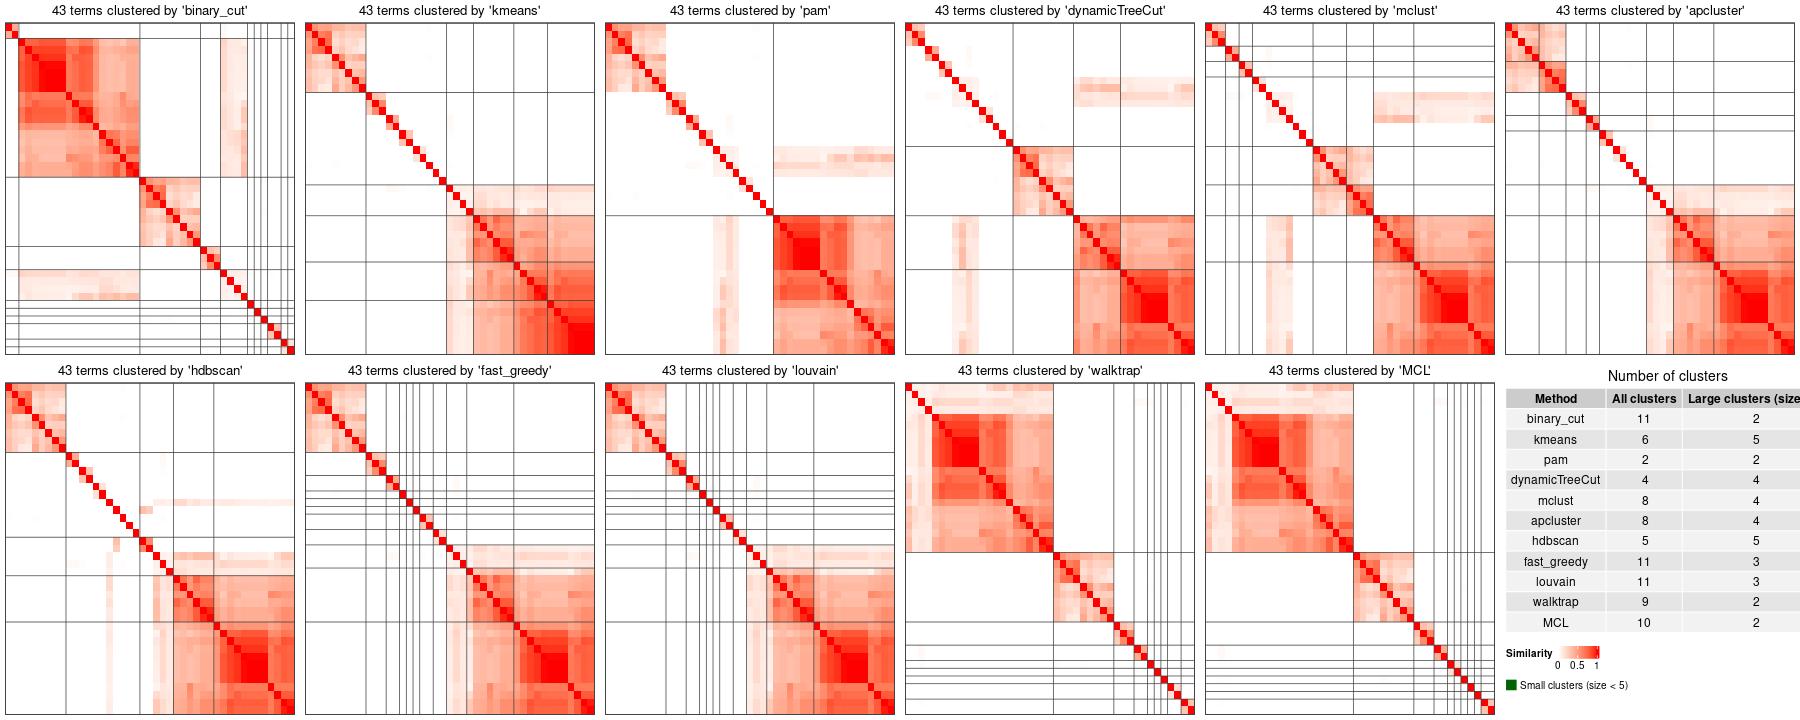 43 terms clustered by 'binary_cut'
43 terms clustered by 'kmeans'
43 terms clustered by 'pam'
43 terms clustered by 'dynamicTreeCut'
43 terms clustered by 'mclust'
43 terms clustered by 'apcluster'
43 terms clustered by 'hdbscan'
43 terms clustered by 'fast_greedy'
43 terms clustered by 'louvain'
43 terms clustered by 'walktrap'
43 terms clustered by 'MCL'
Number of clusters
Method All clusters Large clusters (size
binary_cut 11 2
kmeans 6 5
pam 2 2
dynamicTreeCut 4 4
mclust 8 4
apcluster 8 4
hdbscan 5 5
fast_greedy 11 3
louvain 11 3
walktrap 9 2
MCL 10 2
Similarity
0 0.5 1
Small clusters (size < 5)